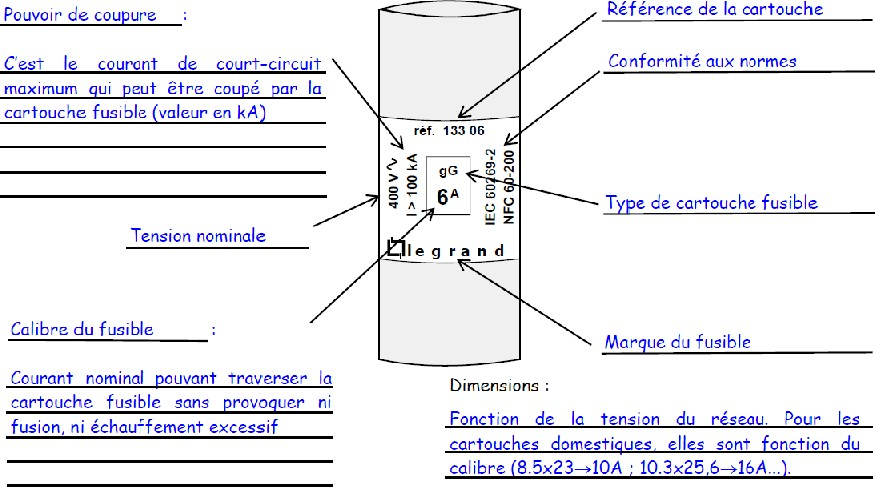 Pouvoir de coupure :
C'est le courant de court-circuit
maximum qui peut être coupé par la
cartouche fusible (valeur en kA)
Tension nominale
Calibre du fusible :
Courant nominal pouvant traverser la
cartouche fusible sans provoquer ni
fusion, ni échauffement excessif
réf. 133 06
400 V ~
I > 100 kA
gG
6A
IEC 60269-2
NFC 60-200
legrand
Référence de la cartouche
Conformité aux normes
Type de cartouche fusible
Marque du fusible
Dimensions :
Fonction de la tension du réseau. Pour les
cartouches domestiques, elles sont fonction du
calibre (8.5x23→10A ; 10.3x25,6→16A...).